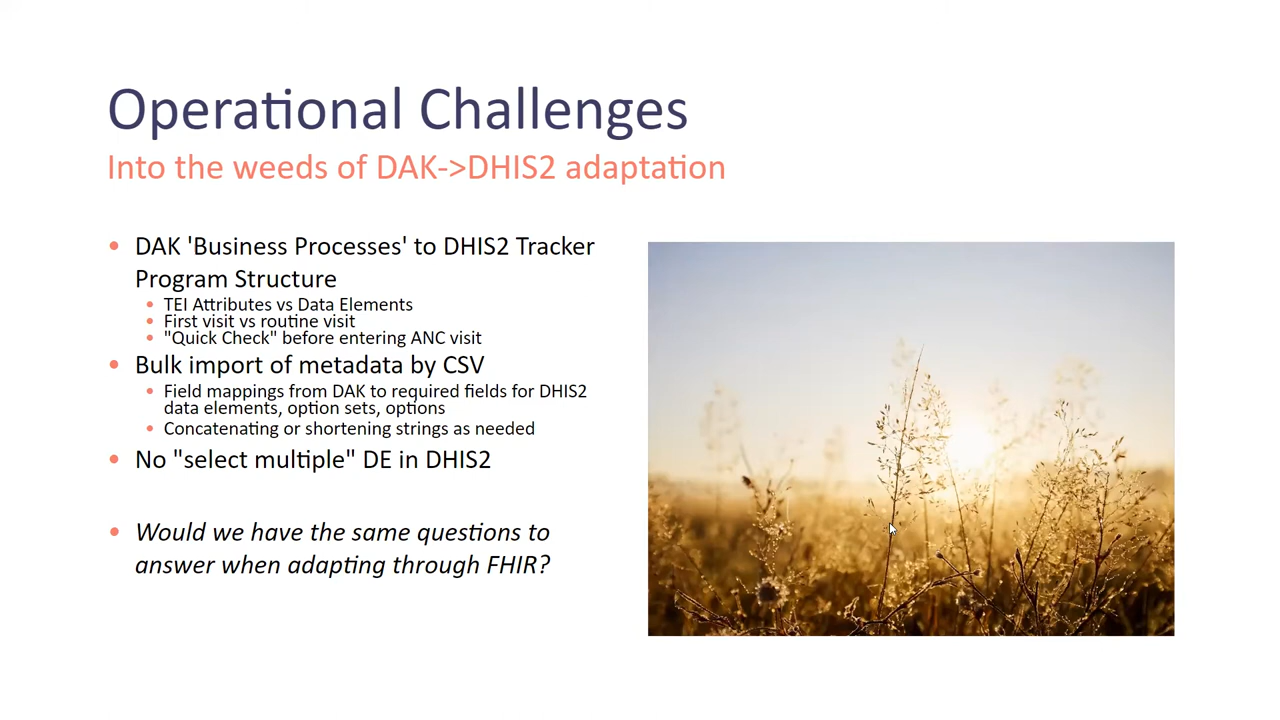 Operational Challenges
Into the weeds of DAK->DHIS2 adaptation
• DAK 'Business Processes' to DHIS2 Tracker
Program Structure
• TEI Attributes vs Data Elements
• First visit vs routine visit
• "Quick Check" before entering ANC visit
• Bulk import of metadata by CSV
• Field mappings from DAK to required fields for DHIS2
data elements, option sets, options
• Concatenating or shortening strings as needed
• No "select multiple" DE in DHIS2
• Would we have the same questions to
answer when adapting through FHIR?